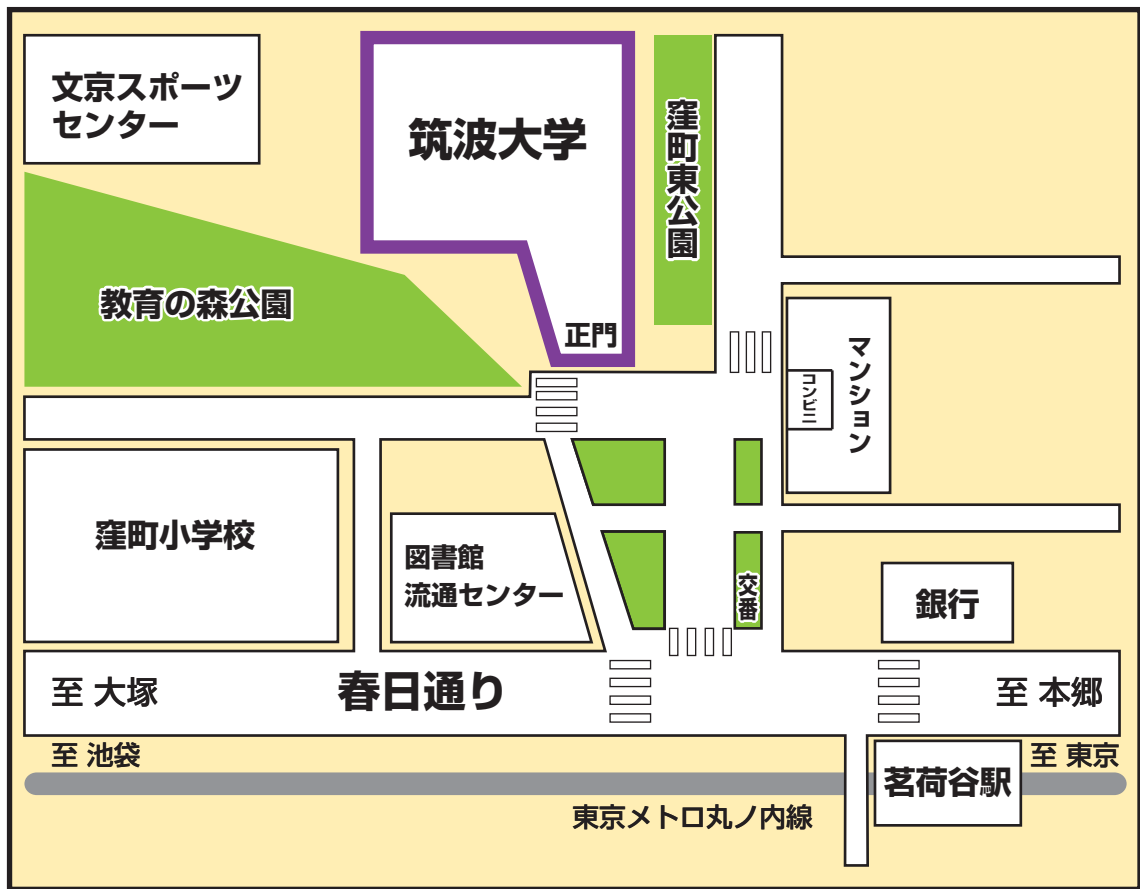 文京スポーツ
センター
筑波大学
窪町東公園
教育の森公園
正門
マンション
コンビニ
窪町小学校
図書館
流通センター
交番
銀行
至 大塚
春日通り
至 本郷
至 池袋
至 東京
茗荷谷駅
東京メトロ丸ノ内線